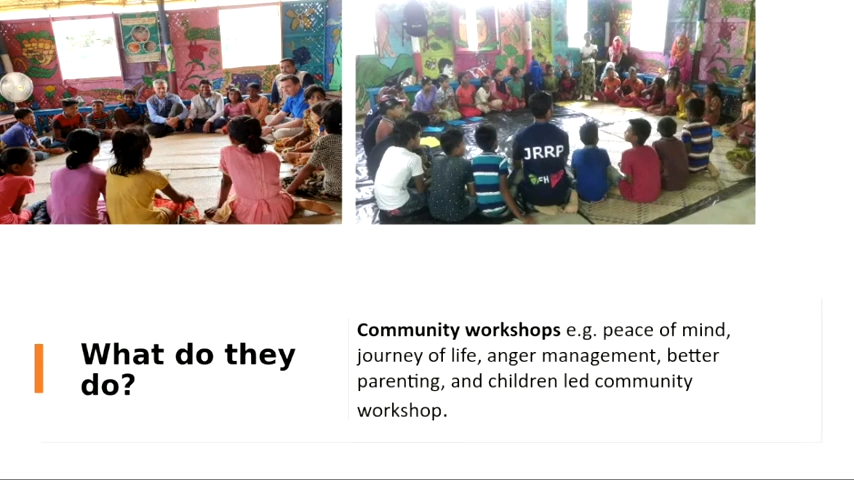 JRRP
FH
What do they
do?
Community workshops e.g. peace of mind,
journey of life, anger management, better
parenting, and children led community
workshop.